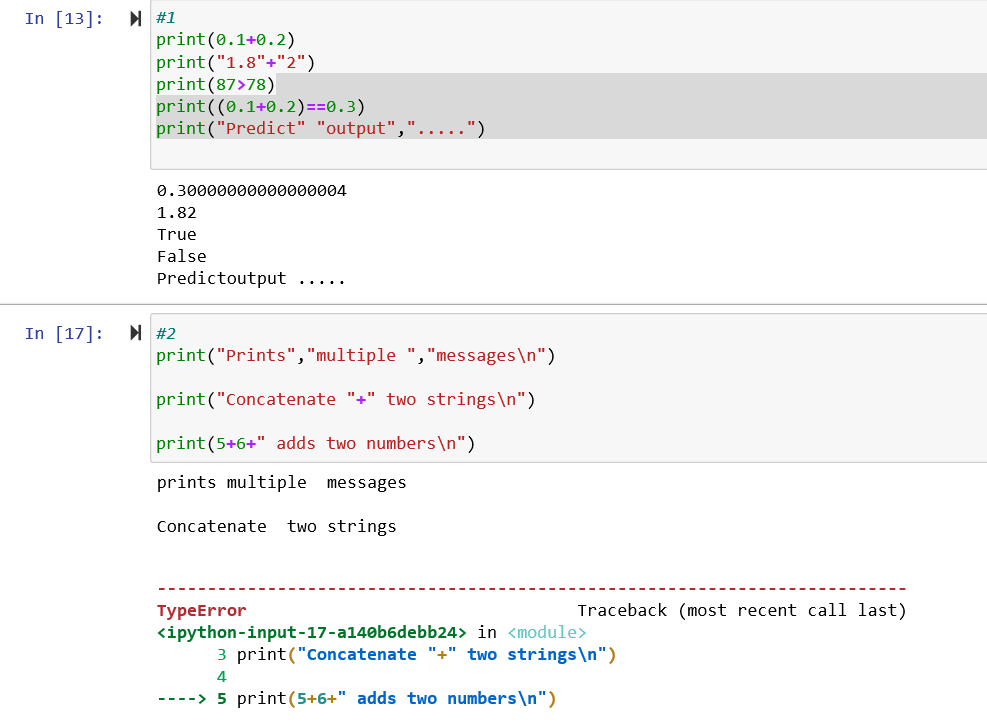 In [13]: #1
print(0.1+0.2)
print("1.8"+"2")
print(87>78)
print((0.1+0.2)==0.3)
print("Predict" "output",".....")
0.30000000000000004
1.82
True
False
Predictoutput .....
In [17]: #2
print("Prints","multiple ","messages\n")
print("Concatenate "+" two strings\n")
print(5+6+" adds two numbers\n")
prints multiple  messages
Concatenate  two strings
---------------------------------------------------------------------------
TypeError                                 Traceback (most recent call last)
<ipython-input-17-a140b6debb24> in <module>
      3 print("Concatenate "+" two strings\n")
      4
----> 5 print(5+6+" adds two numbers\n")